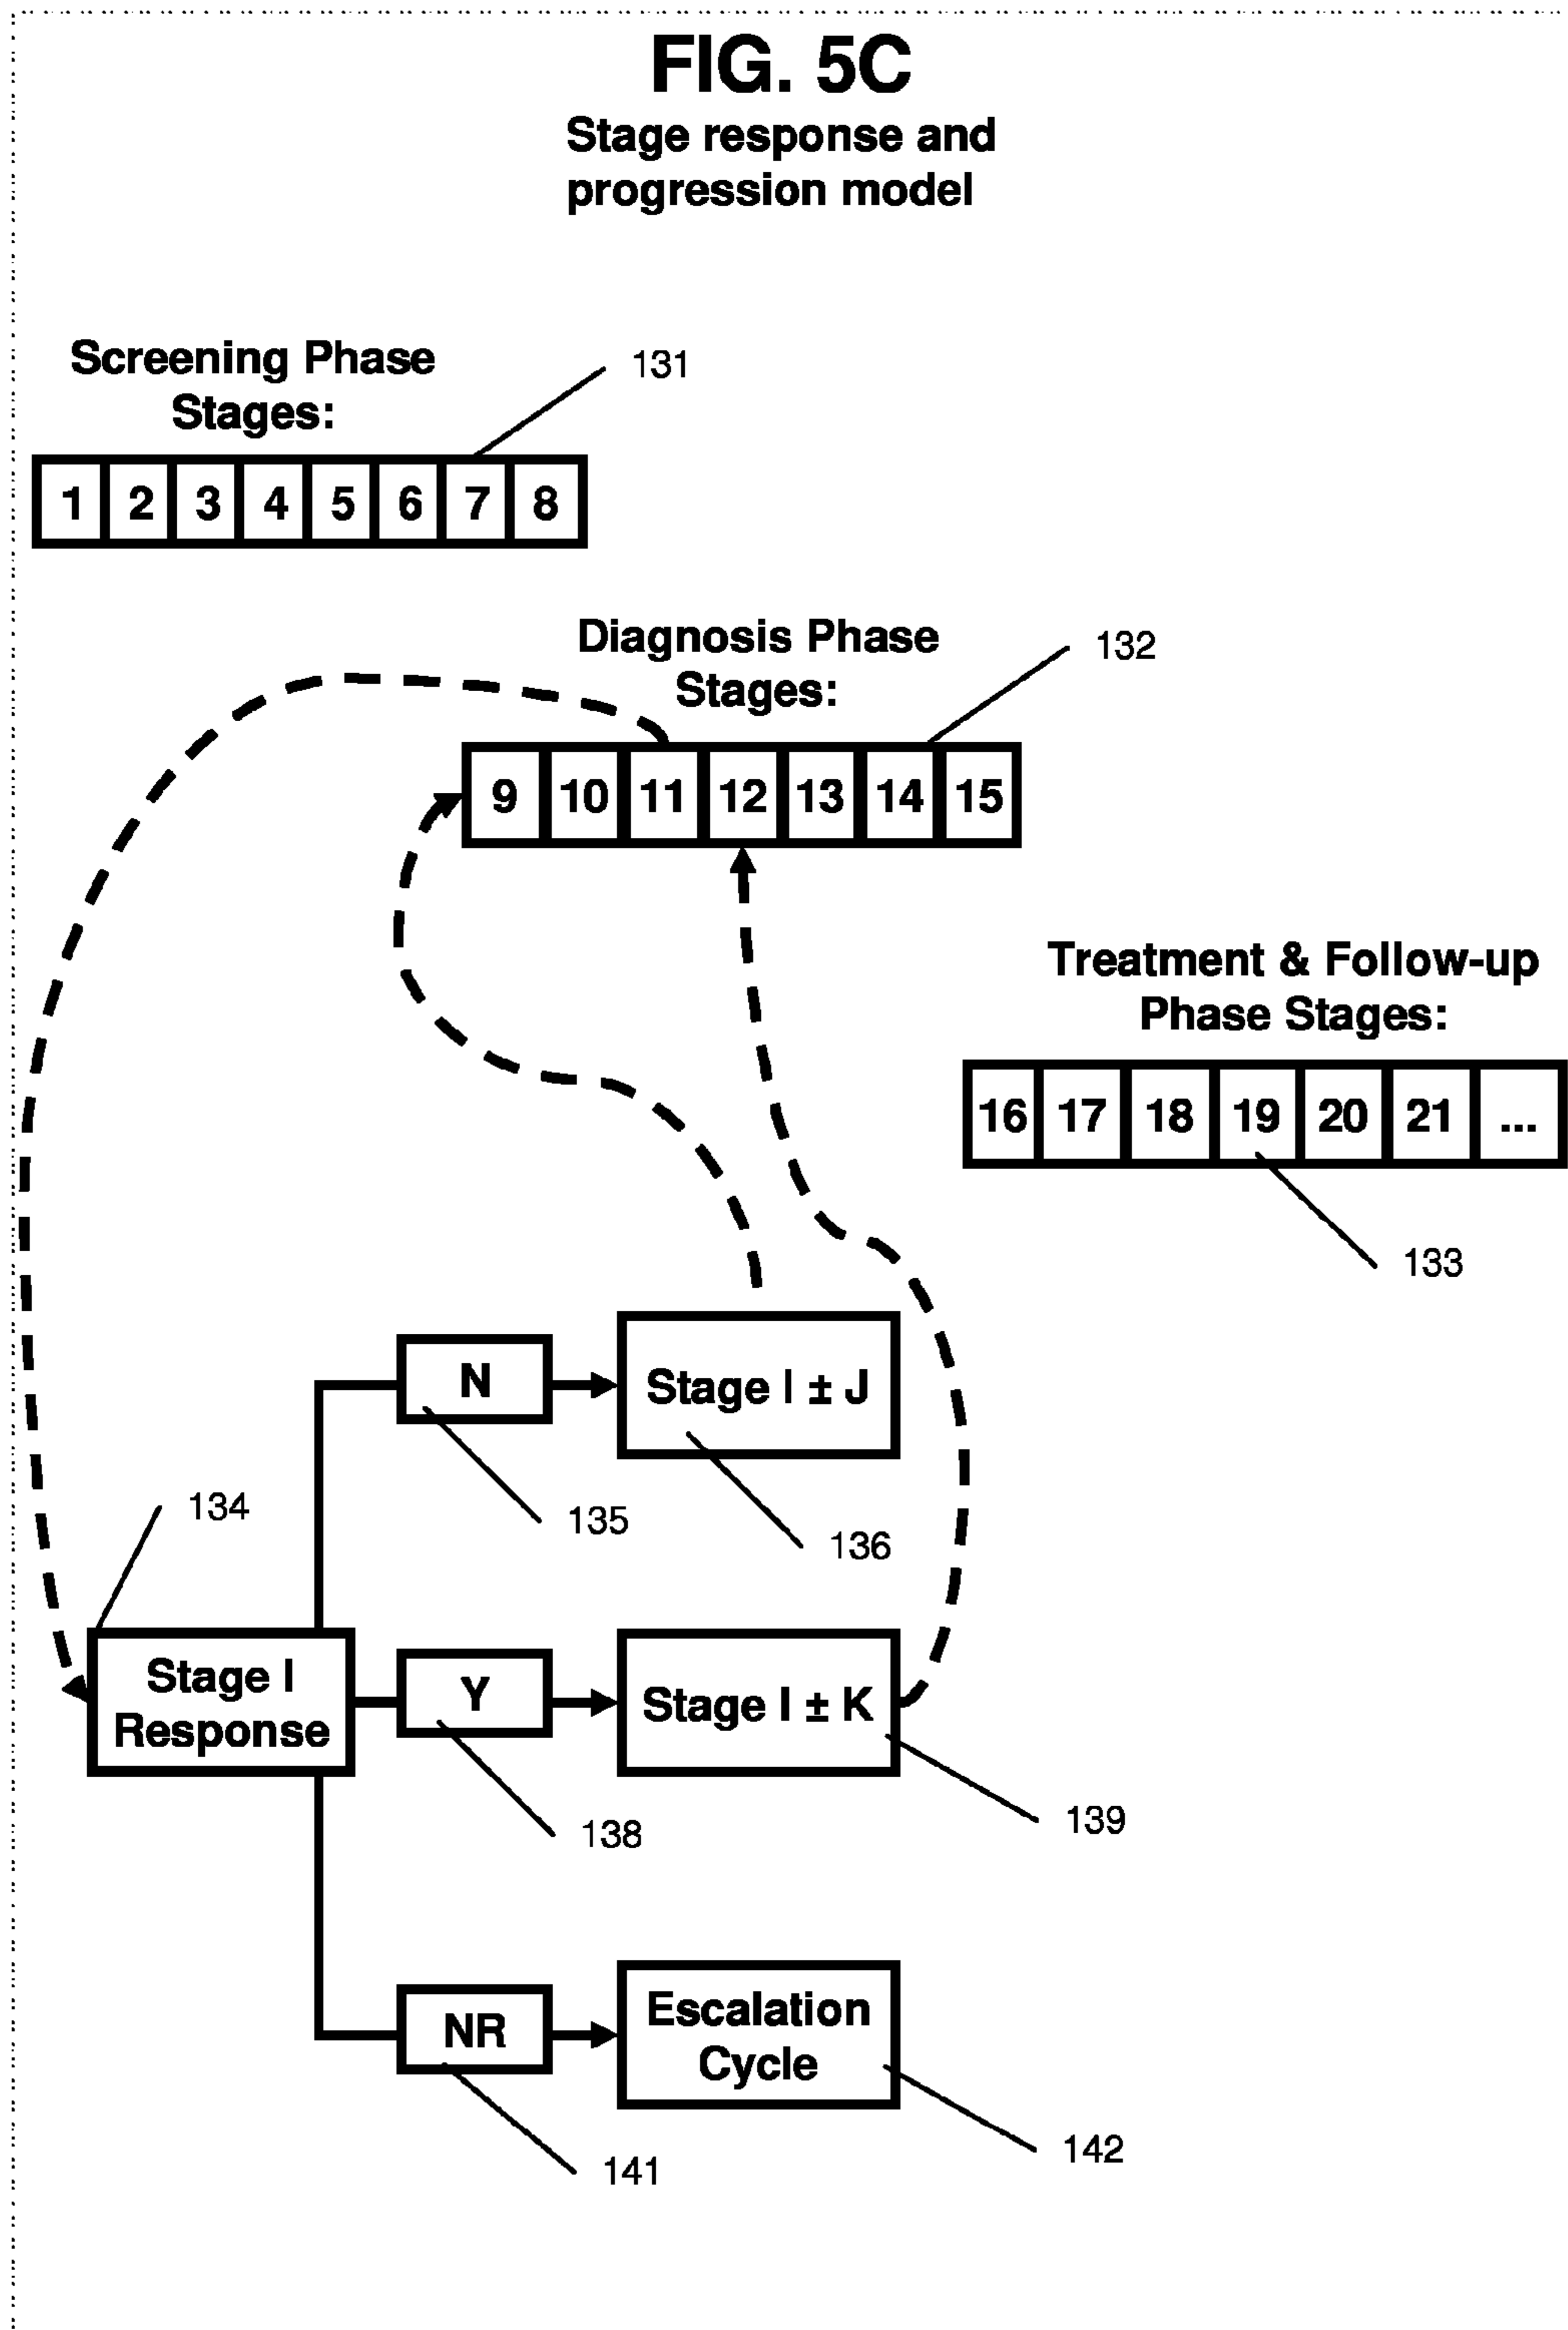 FIG. 5C
Stage response and
progression model
Screening Phase
Stages:
131
1 2 3 4 5 6 7 8
Diagnosis Phase
Stages:
132
9 10 11 12 13 14 15
Treatment & Follow-up
Phase Stages:
16 17 18 19 20 21 ...
133
N
Stage I ± J
134
135
136
Stage I
Response
Y
Stage I ± K
138
139
NR
Escalation
Cycle
141
142